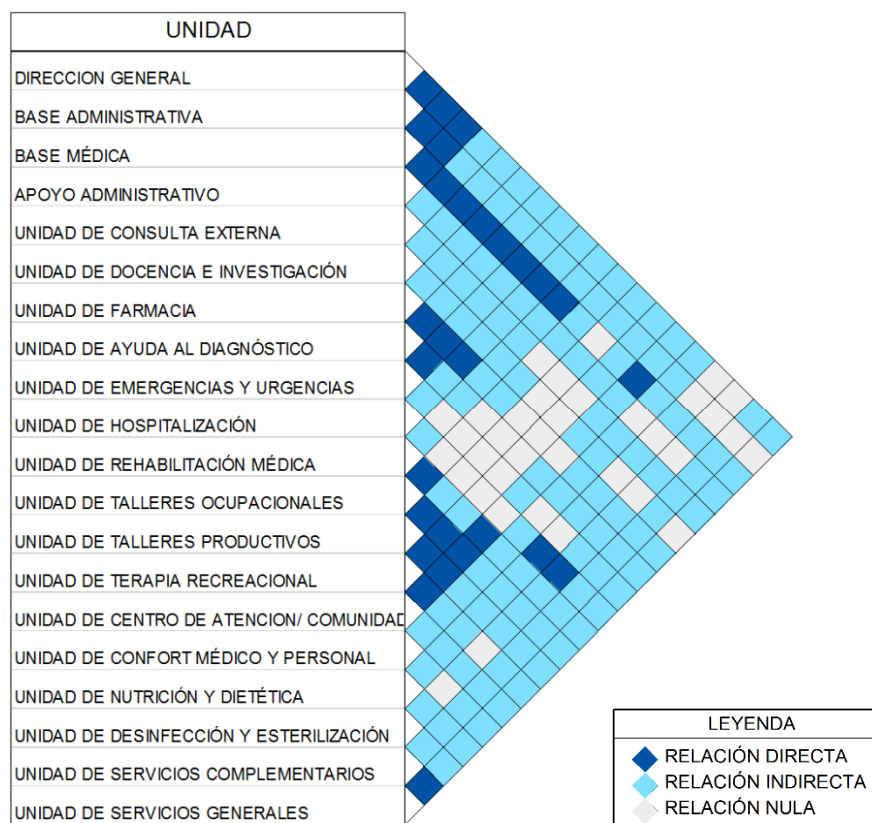 UNIDAD
DIRECCION GENERAL
BASE ADMINISTRATIVA
BASE MÉDICA
APOYO ADMINISTRATIVO
UNIDAD DE CONSULTA EXTERNA
UNIDAD DE DOCENCIA E INVESTIGACIÓN
UNIDAD DE FARMACIA
UNIDAD DE AYUDA AL DIAGNÓSTICO
UNIDAD DE EMERGENCIAS Y URGENCIAS
UNIDAD DE HOSPITALIZACIÓN
UNIDAD DE REHABILITACIÓN MÉDICA
UNIDAD DE TALLERES OCUPACIONALES
UNIDAD DE TALLERES PRODUCTIVOS
UNIDAD DE TERAPIA RECREACIONAL
UNIDAD DE CENTRO DE ATENCION/ COMUNIDAD
UNIDAD DE CONFORT MÉDICO Y PERSONAL
UNIDAD DE NUTRICIÓN Y DIETÉTICA
UNIDAD DE DESINFECCIÓN Y ESTERILIZACIÓN
UNIDAD DE SERVICIOS COMPLEMENTARIOS
UNIDAD DE SERVICIOS GENERALES
LEYENDA
RELACIÓN DIRECTA
RELACIÓN INDIRECTA
RELACIÓN NULA